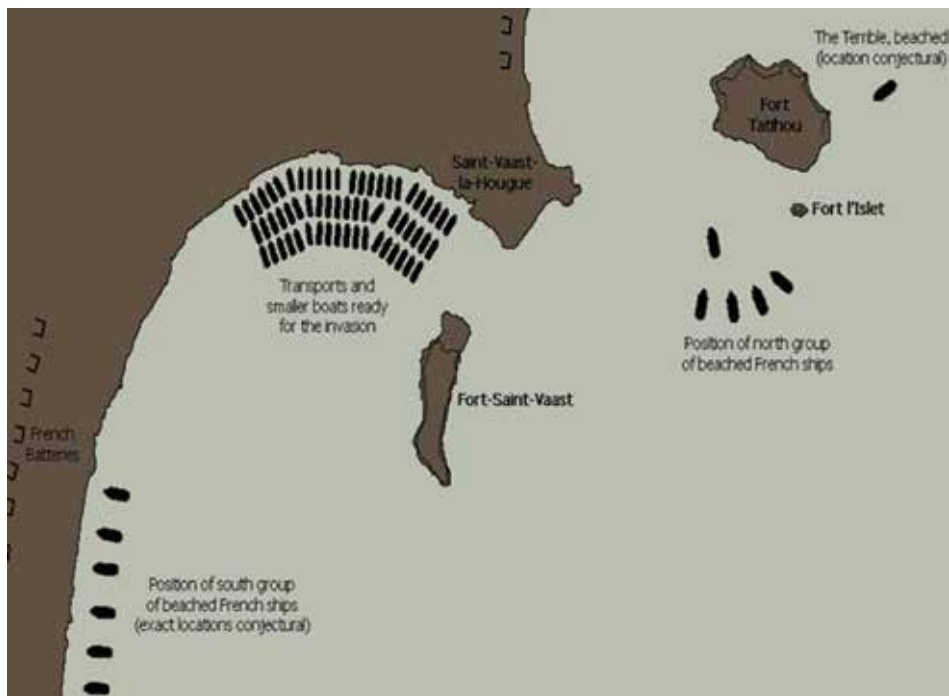 The Terrible, beached
(location conjectural)
Fort
Tatihou
Saint-Vaast-
la-Hougue
Fort l'Islet
Transports and
smaller boats ready
for the invasion
Position of north group
of beached French ships
Fort-Saint-Vaast
French
Batteries
Position of south group
of beached French ships
(exact locations conjectural)